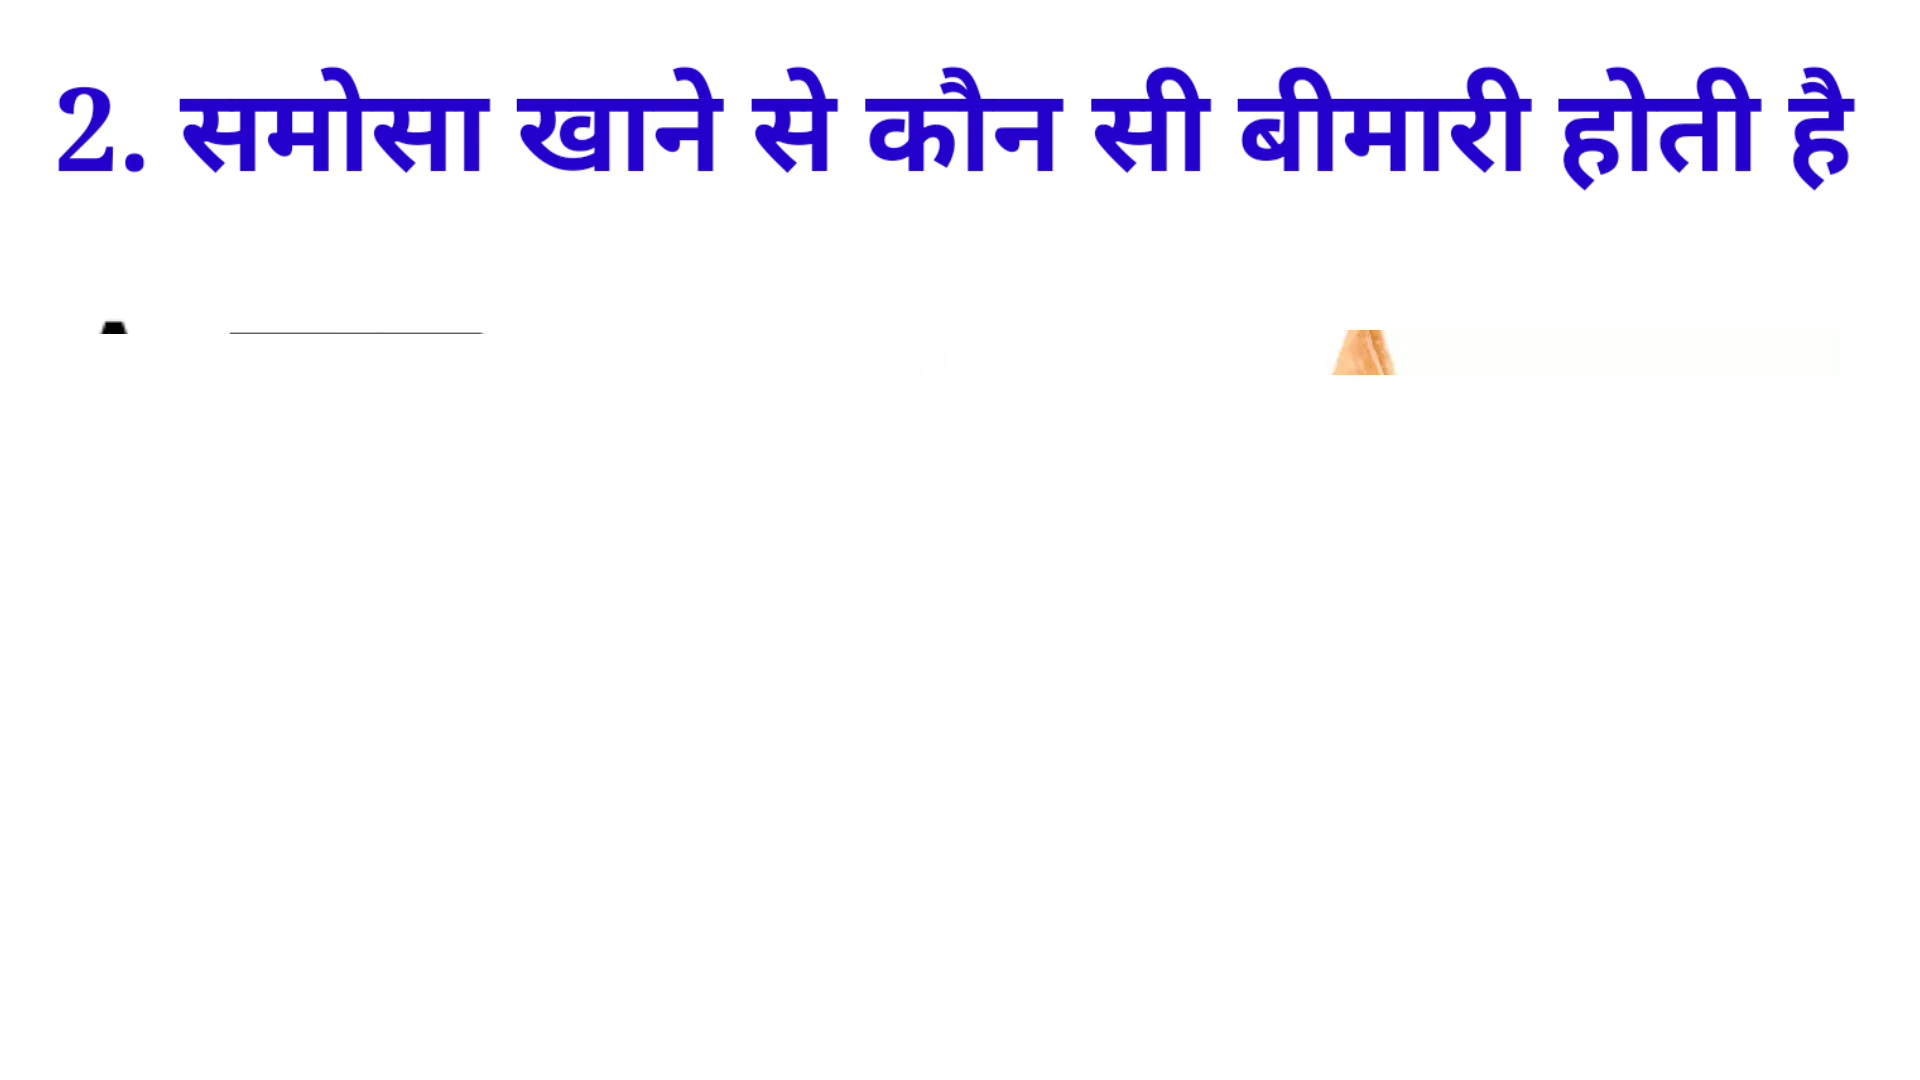 2. समोसा खाने से कौन सी बीमारी होती है